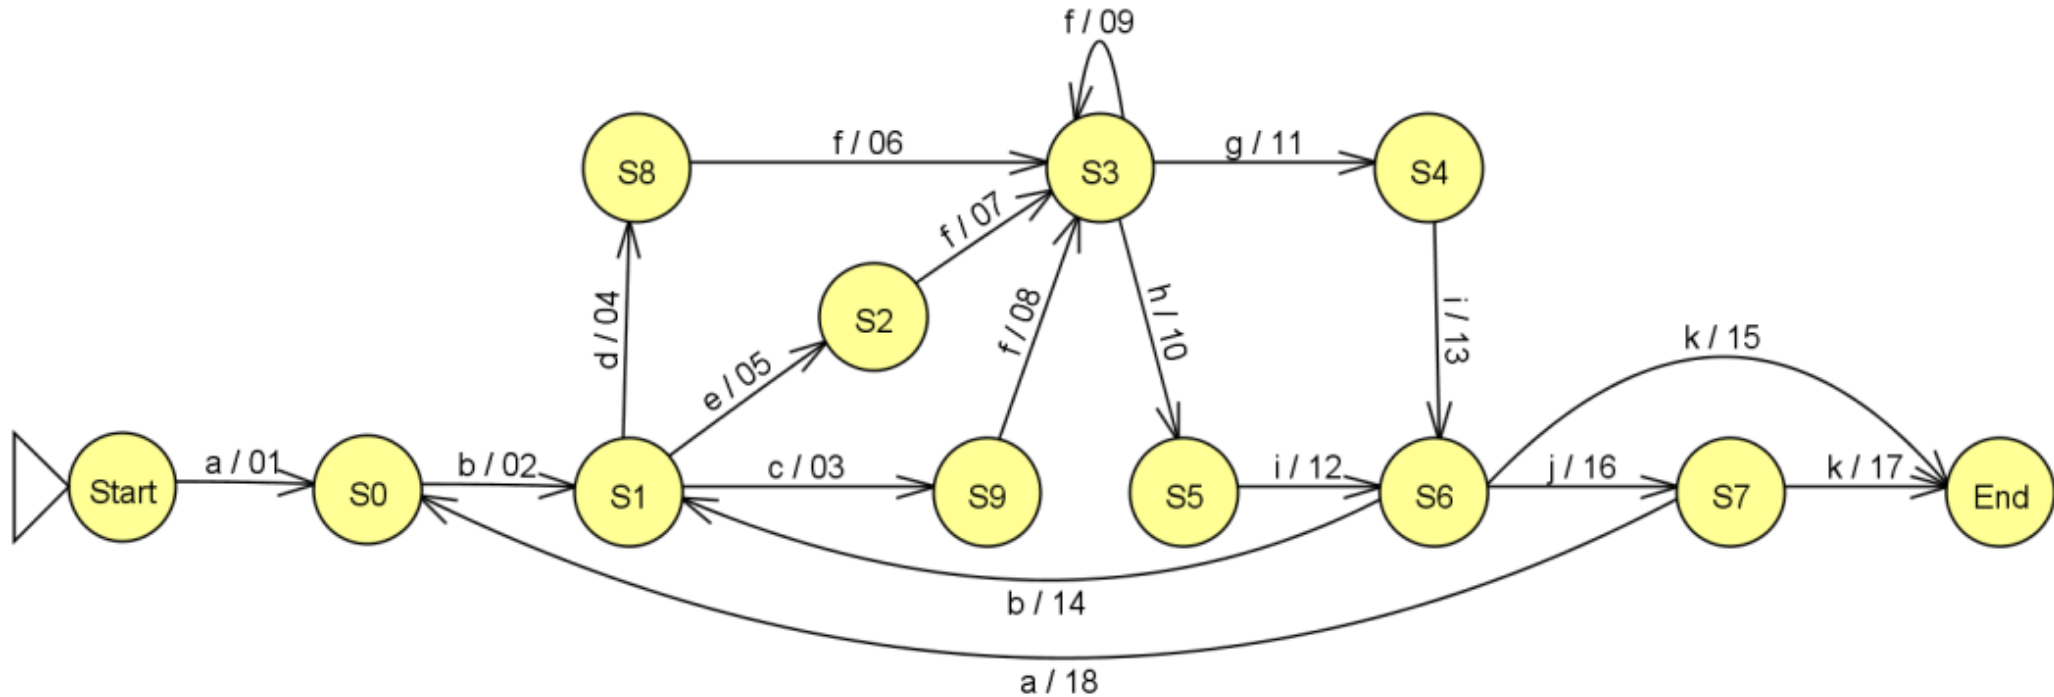 f / 09
S8
f / 06
S3
g / 11
S4
f / 07
d / 04
S2
e / 05
f / 08
h / 10
i / 13
k / 15
Start
a / 01
S0
b / 02
S1
c / 03
S9
S5
i / 12
S6
j / 16
S7
k / 17
End
b / 14
a / 18